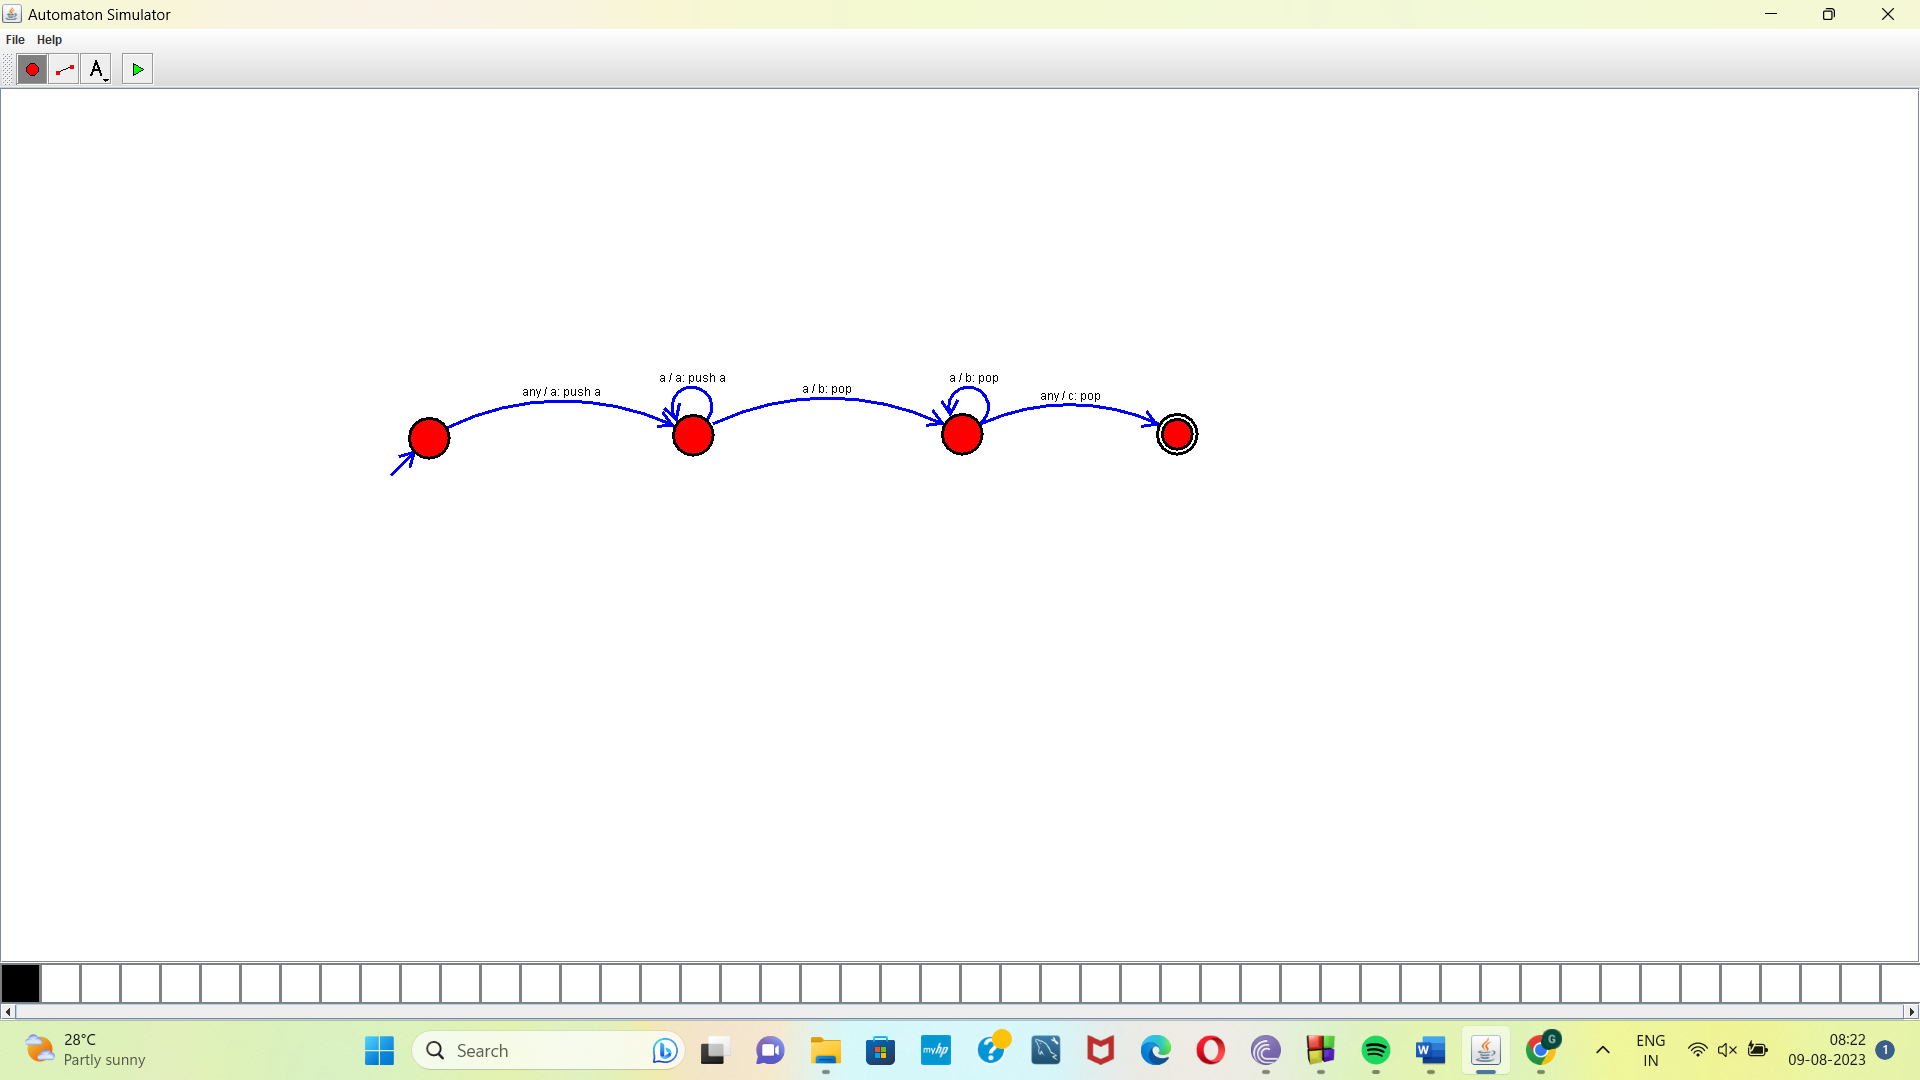 Automaton Simulator
File Help
A
any / a: push a
a / a: push a
a / b: pop
a / b: pop
any / c: pop
28°C
Partly sunny
Search
myhp
W
G
ENG
IN
08:22
09-08-2023
1